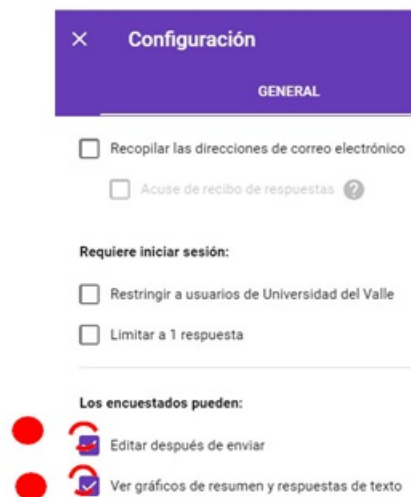 Configuración
GENERAL
Recopilar las direcciones de correo electrónico
Acuse de recibo de respuestas ?
Requiere iniciar sesión:
Restringir a usuarios de Universidad del Valle
Limitar a 1 respuesta
Los encuestados pueden:
Editar después de enviar
Ver gráficos de resumen y respuestas de texto